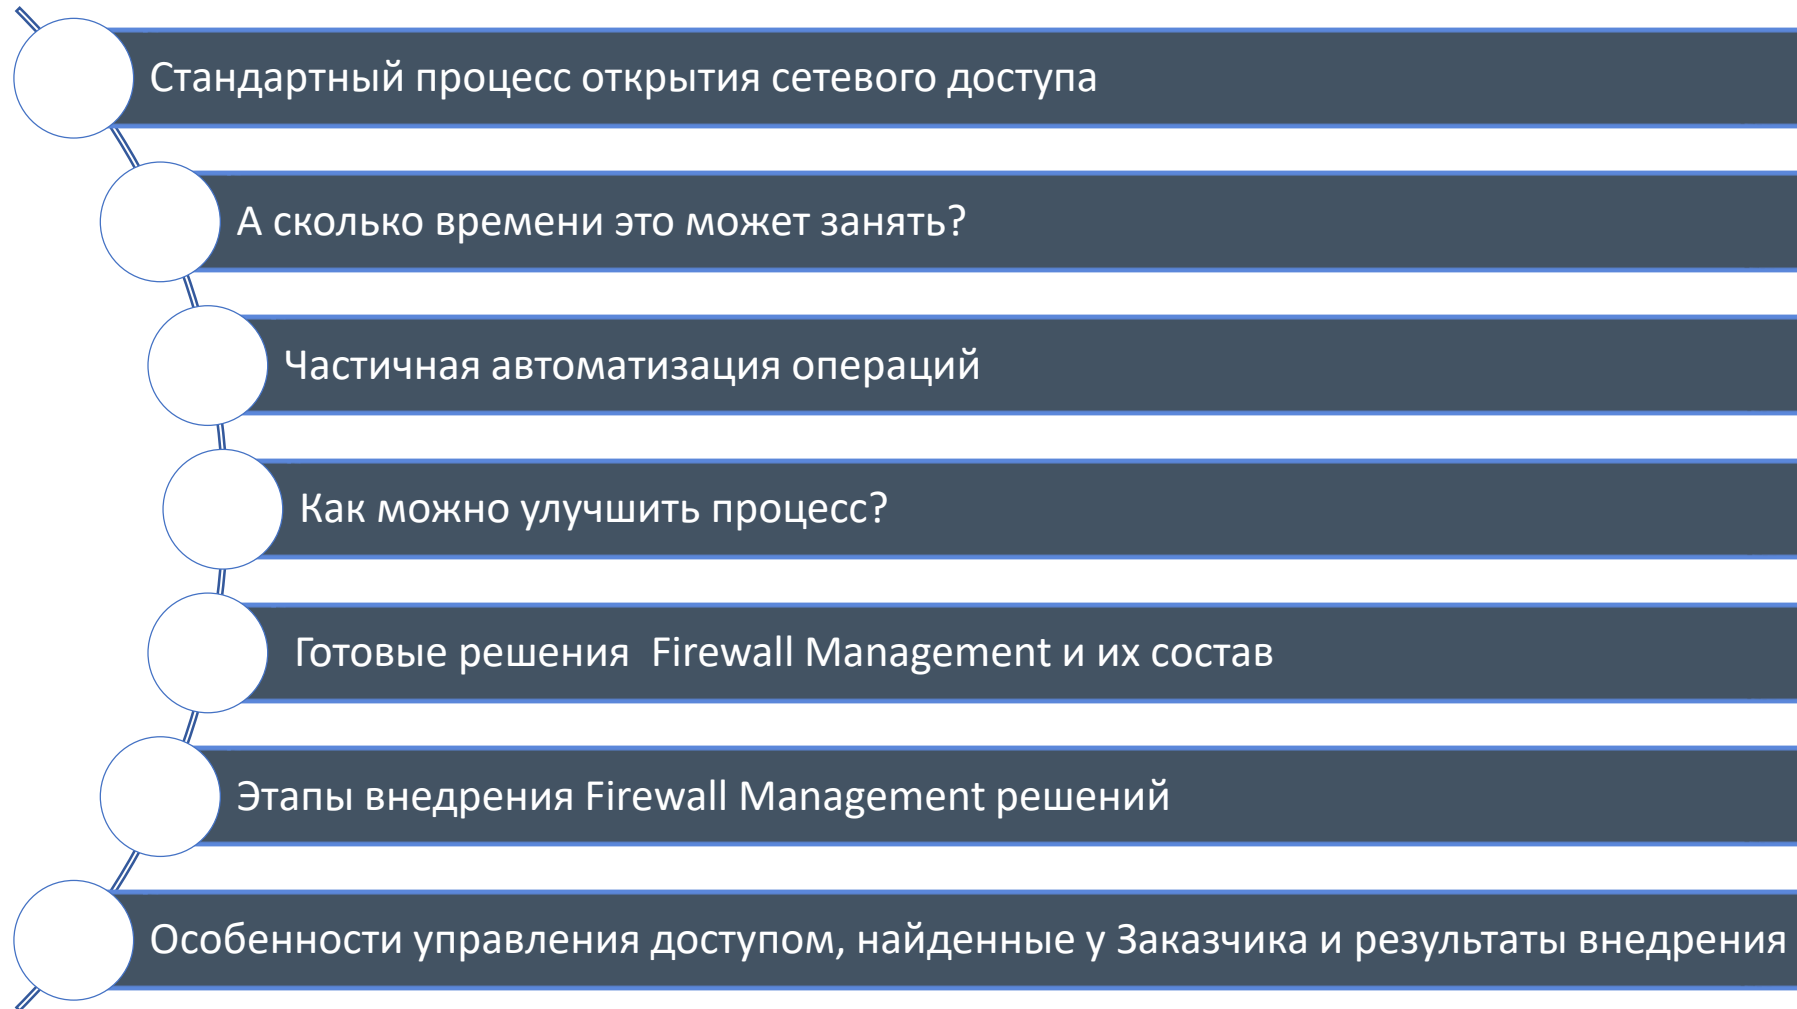 Стандартный процесс открытия сетевого доступа
А сколько времени это может занять?
Частичная автоматизация операций
Как можно улучшить процесс?
Готовые решения  Firewall Management и их состав
Этапы внедрения Firewall Management решений
Особенности управления доступом, найденные у Заказчика и результаты внедрения